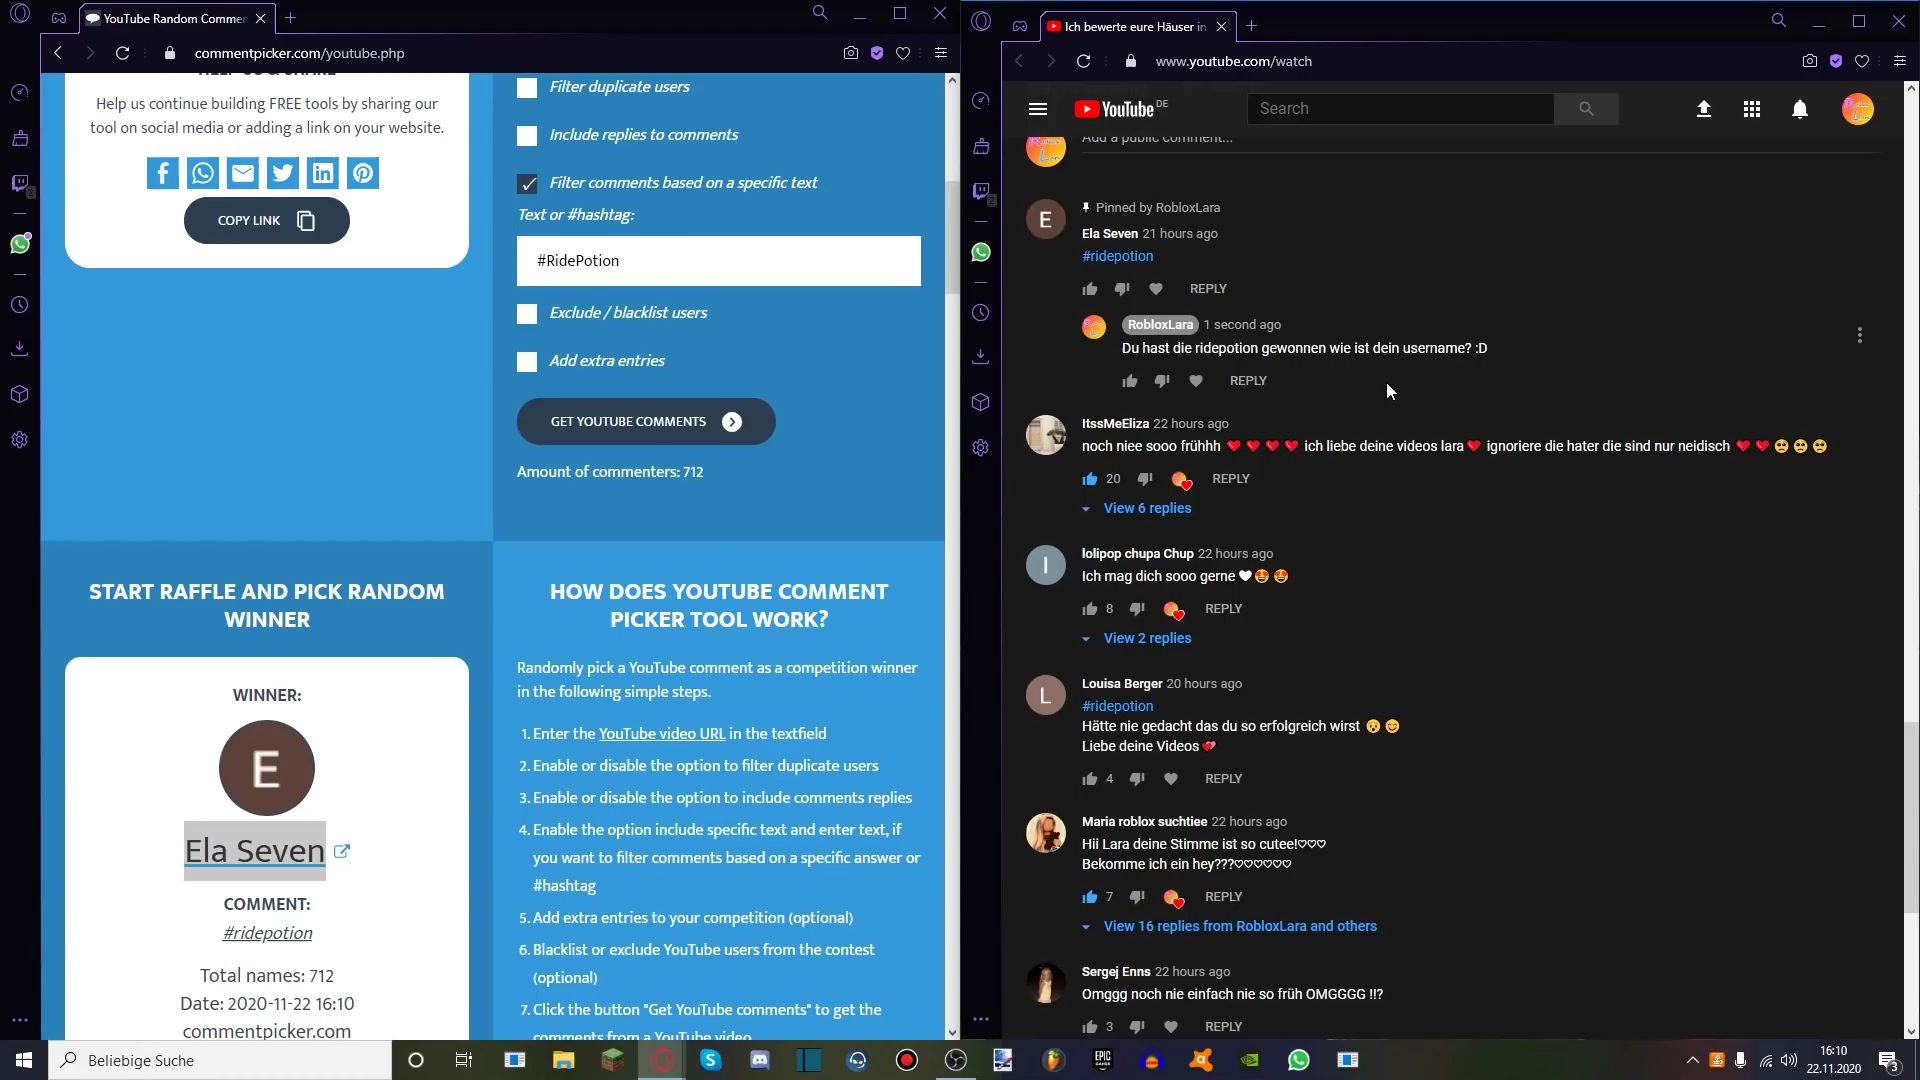 YouTube Random Commen
commentpicker.com/youtube.php
HELP US & SHARE
Help us continue building FREE tools by sharing our
tool on social media or adding a link on your website.
COPY LINK
Filter duplicate users
Include replies to comments
Filter comments based on a specific text
Text or #hashtag:
#RidePotion
Exclude / blacklist users
Add extra entries
GET YOUTUBE COMMENTS
Amount of commenters: 712
START RAFFLE AND PICK RANDOM
WINNER
WINNER:
E
Ela Seven
COMMENT:
#ridepotion
Total names: 712
Date: 2020-11-22 16:10
commentpicker.com
HOW DOES YOUTUBE COMMENT
PICKER TOOL WORK?
Randomly pick a YouTube comment as a competition winner
in the following simple steps.
1. Enter the YouTube video URL in the textfield
2. Enable or disable the option to filter duplicate users
3. Enable or disable the option to include comments replies
4. Enable the option include specific text and enter text, if
you want to filter comments based on a specific answer or
#hashtag
5. Add extra entries to your competition (optional)
6. Blacklist or exclude YouTube users from the contest
(optional)
7. Click the button "Get YouTube comments" to get the
comments from a YouTube video
Ich bewerte eure Häuser in
www.youtube.com/watch
YouTube DE
Search
Add a public comment...
Pinned by RobloxLara
E
Ela Seven 21 hours ago
#ridepotion
REPLY
RobloxLara 1 second ago
Du hast die ridepotion gewonnen wie ist dein username? :D
REPLY
ItssMeEliza 22 hours ago
noch niee sooo frühhh ❤❤❤❤ ich liebe deine videos lara❤ ignoriere die hater die sind nur neidisch ❤❤🥺🥺🥺
20 REPLY
View 6 replies
l
lolipop chupa Chup 22 hours ago
Ich mag dich sooo gerne🤍😍😍
8 REPLY
View 2 replies
L
Louisa Berger 20 hours ago
#ridepotion
Hätte nie gedacht das du so erfolgreich wirst 😮😊
Liebe deine Videos💕
4 REPLY
Maria roblox suchtiee 22 hours ago
Hii Lara deine Stimme ist so cutee!♡♡♡
Bekomme ich ein hey???♡♡♡♡♡♡
7 REPLY
View 16 replies from RobloxLara and others
Sergej Enns 22 hours ago
Omggg noch nie einfach nie so früh OMGGGG !!?
3 REPLY
Beliebige Suche
EPIC GAMES
16:10
22.11.2020
3